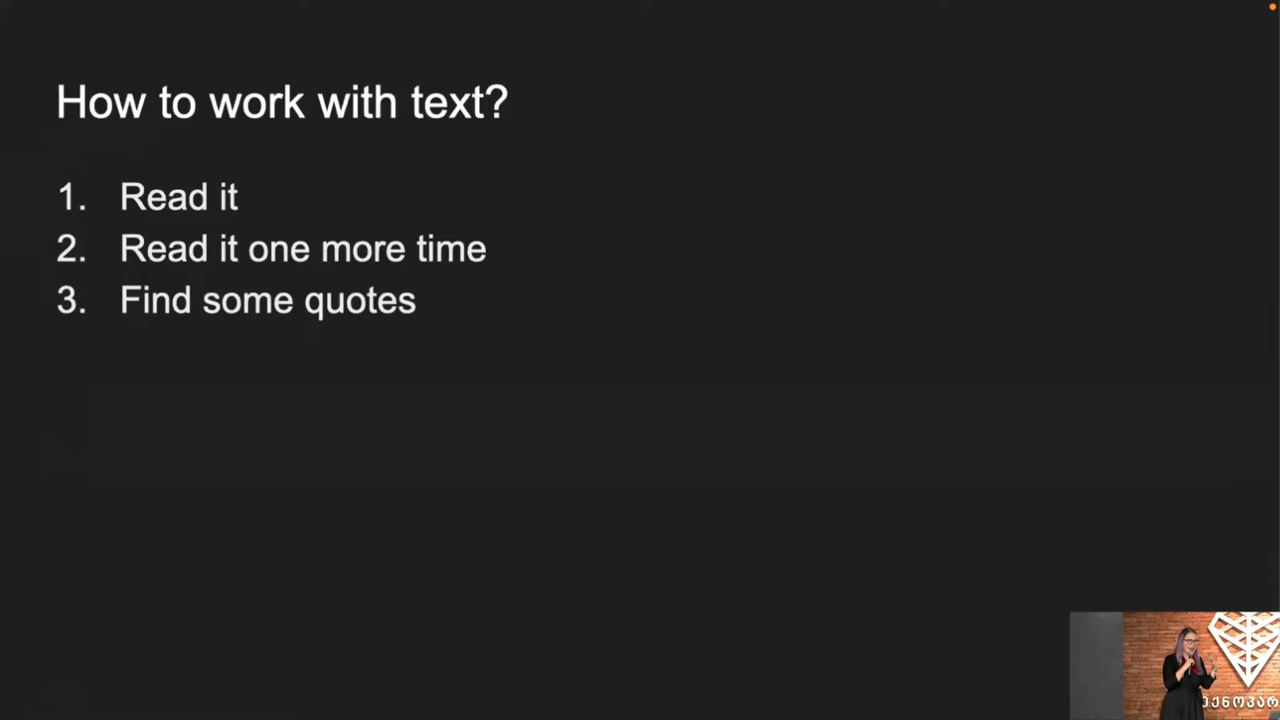 How to work with text?
1. Read it
2. Read it one more time
3. Find some quotes